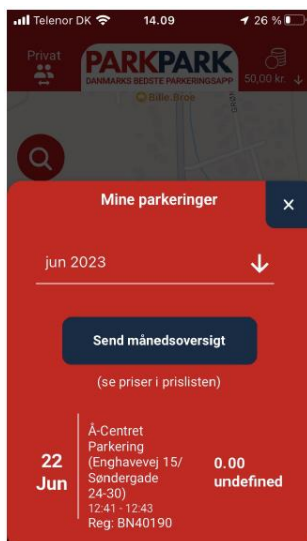 Telenor DK 14.09 26 %
Privat
PARKPARK
DANMARKS BEDSTE PARKERINGSAPP
50,00 kr.
Bille.Broe
Mine parkeringer
jun 2023
Send månedsoversigt
(se priser i prislisten)
22
Jun
Å-Centret
Parkering
(Enghavevej 15/
Søndergade
24-30)
12:41 - 12:43
Reg: BN40190
0.00
undefined